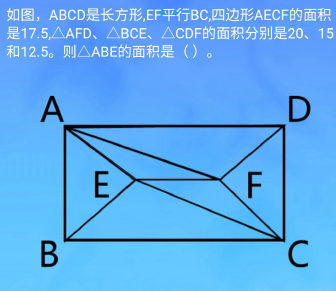 如图，ABCD是长方形,EF平行BC,四边形AECF的面积
是17.5,△AFD、△BCE、△CDF的面积分别是20、15
和12.5。则△ABE的面积是（ ）。
A D
E F
B C